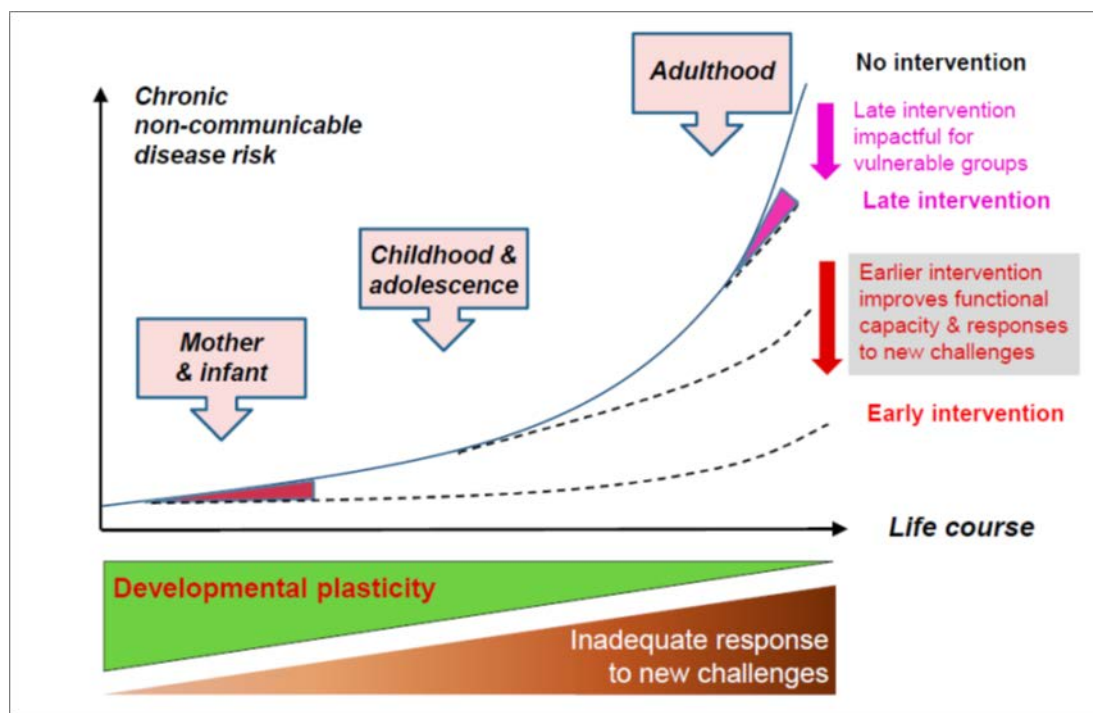 Chronic
non-communicable
disease risk
Adulthood
No intervention
Late intervention
impactful for
vulnerable groups
Late intervention
Childhood &
adolescence
Earlier intervention
improves functional
capacity & responses
to new challenges
Mother
& infant
Early intervention
Life course
Developmental plasticity
Inadequate response
to new challenges